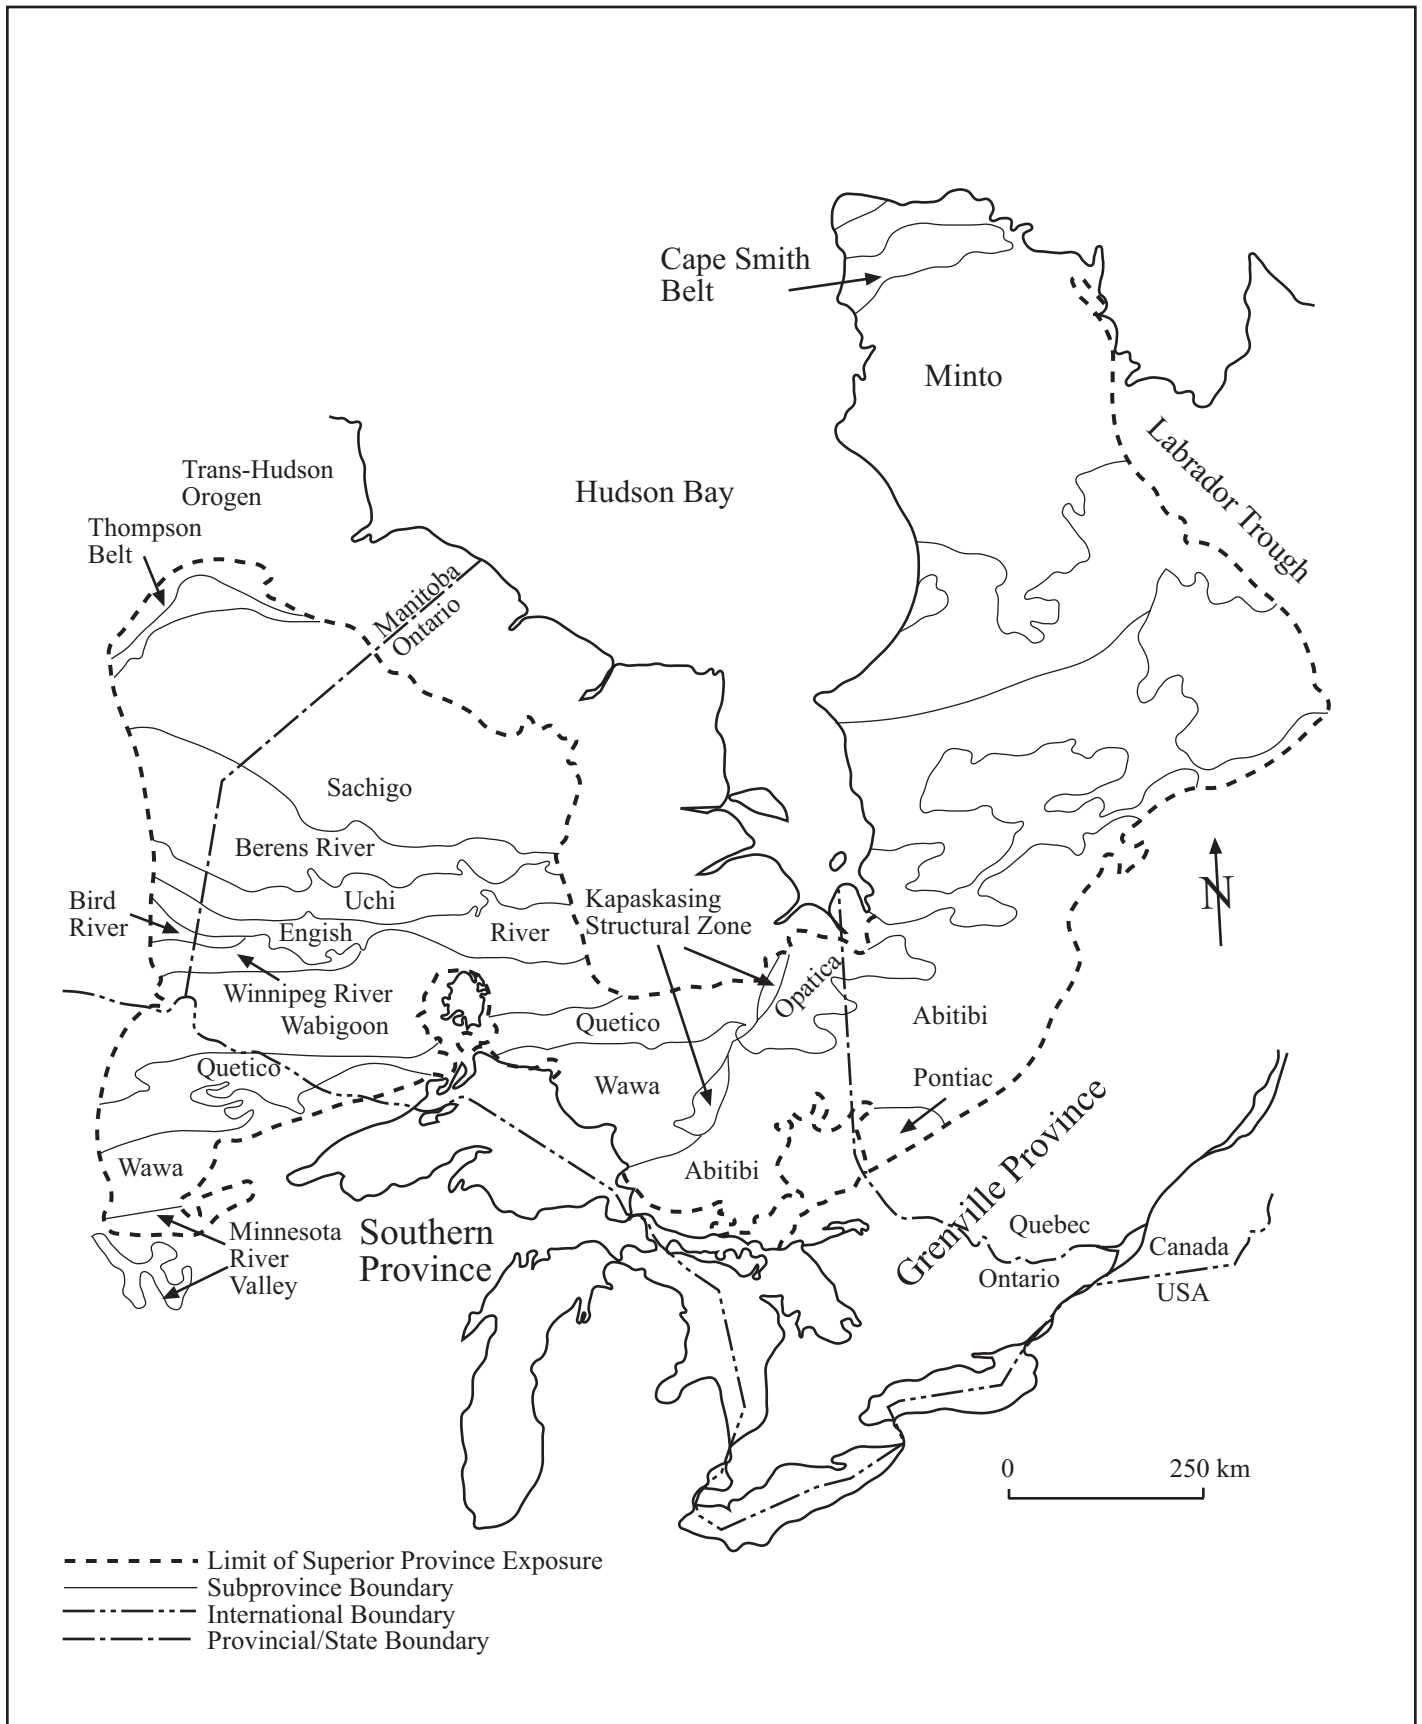 Cape Smith
Belt
Minto
Labrador Trough
Trans-Hudson
Orogen
Hudson Bay
Thompson
Belt
Manitoba
Ontario
Sachigo
Berens River
Bird
River
Uchi
Engish
River
Kapaskasing
Structural Zone
N
Winnipeg River
Wabigoon
Opatica
Quetico
Abitibi
Quetico
Wawa
Pontiac
Wawa
Abitibi
Grenville Province
Minnesota
River
Valley
Southern
Province
Quebec
Ontario
Canada
USA
0 250 km
Limit of Superior Province Exposure
Subprovince Boundary
International Boundary
Provincial/State Boundary